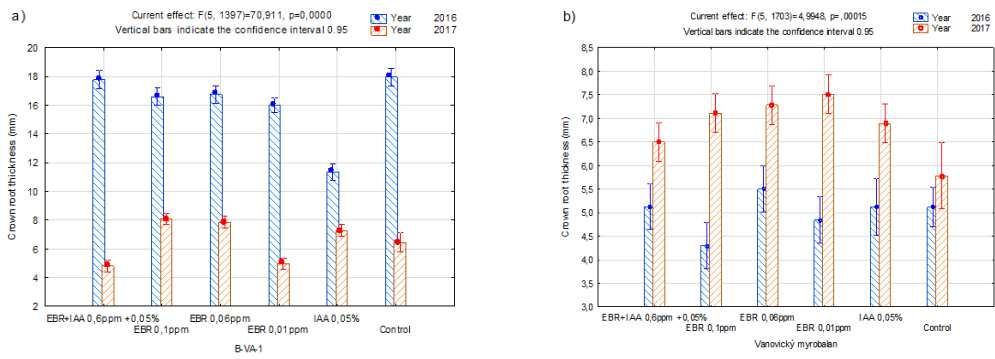 a)
Current effect: F(5, 1397)=70,911, p=0,0000
Vertical bars indicate the confidence interval 0.95
Year 2016
Year 2017
Crown root thickness (mm)
20
18
16
14
12
10
8
6
4
2
EBR+IAA 0,6ppm +0,05%
EBR 0,1ppm
EBR 0,06ppm
EBR 0,01ppm
IAA 0,05%
Control
B-VA-1
b)
Current effect: F(5, 1703)=4,9948, p=,00015
Vertical bars indicate the confidence interval 0.95
Year 2016
Year 2017
Crown root thickness (mm)
8,5
8,0
7,5
7,0
6,5
6,0
5,5
5,0
4,5
4,0
3,5
3,0
EBR+IAA 0,6ppm +0,05%
EBR 0,1ppm
EBR 0,06ppm
EBR 0,01ppm
IAA 0,05%
Control
Vanovický myrobalan